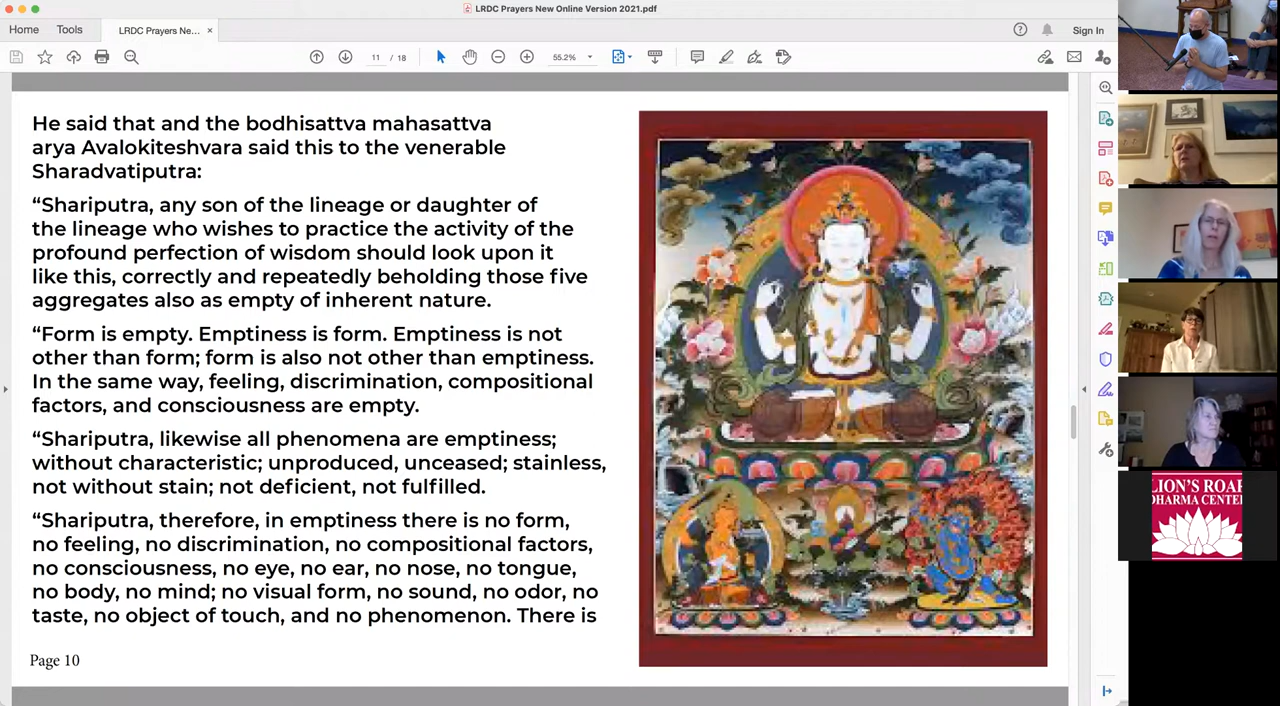 LRDC Prayers New Online Version 2021.pdf
Home
Tools
LRDC Prayers Ne... ×
Sign In
11 / 18
55.2%
He said that and the bodhisattva mahasattva
arya Avalokiteshvara said this to the venerable
Sharadvatiputra:
“Shariputra, any son of the lineage or daughter of
the lineage who wishes to practice the activity of the
profound perfection of wisdom should look upon it
like this, correctly and repeatedly beholding those five
aggregates also as empty of inherent nature.
“Form is empty. Emptiness is form. Emptiness is not
other than form; form is also not other than emptiness.
In the same way, feeling, discrimination, compositional
factors, and consciousness are empty.
“Shariputra, likewise all phenomena are emptiness;
without characteristic; unproduced, unceased; stainless,
not without stain; not deficient, not fulfilled.
“Shariputra, therefore, in emptiness there is no form,
no feeling, no discrimination, no compositional factors,
no consciousness, no eye, no ear, no nose, no tongue,
no body, no mind; no visual form, no sound, no odor, no
taste, no object of touch, and no phenomenon. There is
Page 10
LION'S ROAR
DHARMA CENTER